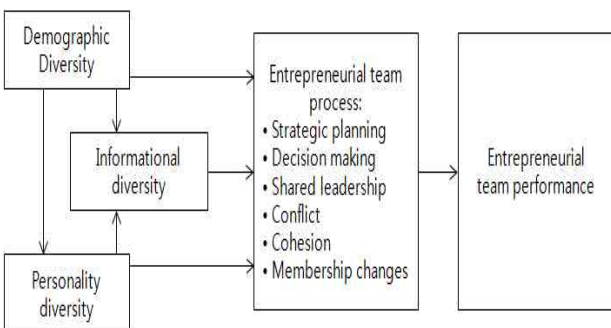 Demographic
Diversity
Informational
diversity
Personality
diversity
Entrepreneurial team
process:
• Strategic planning
• Decision making
• Shared leadership
• Conflict
• Cohesion
• Membership changes
Entrepreneurial
team performance